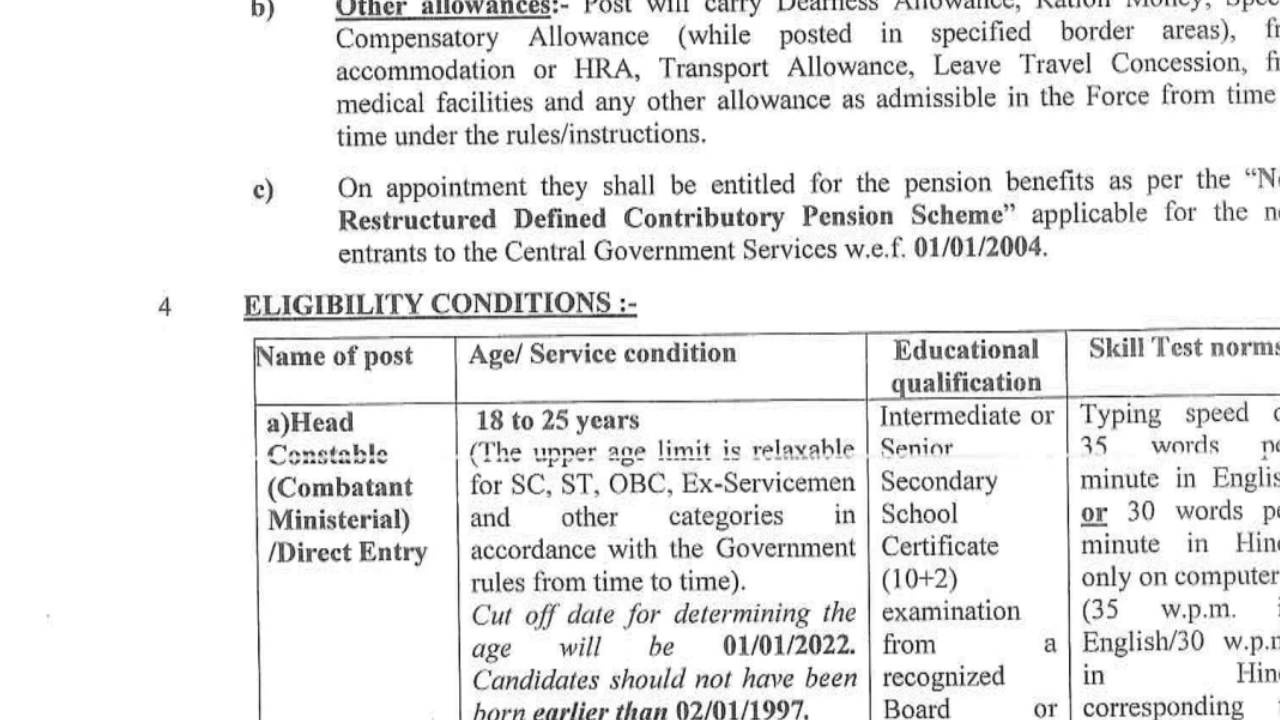 b) Other allowances:- Post will carry Dearness Allowance, Ration Money,
Compensatory Allowance (while posted in specified border areas),
accommodation or HRA, Transport Allowance, Leave Travel Concession,
medical facilities and any other allowance as admissible in the Force from time
time under the rules/instructions.
c) On appointment they shall be entitled for the pension benefits as per the
Restructured Defined Contributory Pension Scheme” applicable for the
entrants to the Central Government Services w.e.f. 01/01/2004.
4 ELIGIBILITY CONDITIONS :-
Name of post
Age/ Service condition
Educational
qualification
Skill Test norms
a)Head
Constable
(Combatant
Ministerial)
/Direct Entry
18 to 25 years
(The upper age limit is relaxable
for SC, ST, OBC, Ex-Servicemen
and other categories in
accordance with the Government
rules from time to time).
Cut off date for determining the
age will be 01/01/2022.
Candidates should not have been
born earlier than 02/01/1997.
Intermediate or
Senior
Secondary
School
Certificate
(10+2)
examination
from a
recognized
Board or
Typing speed
35 words
minute in
or 30 words
minute in
only on computer
(35 w.p.m.
English/30
in
corresponding